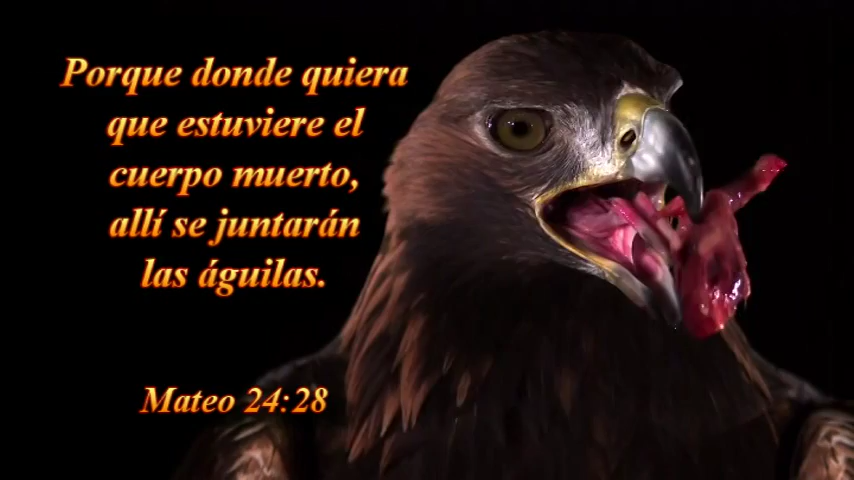 Porque donde quiera
que estuviere el
cuerpo muerto,
allí se juntarán
las águilas.
Mateo 24:28